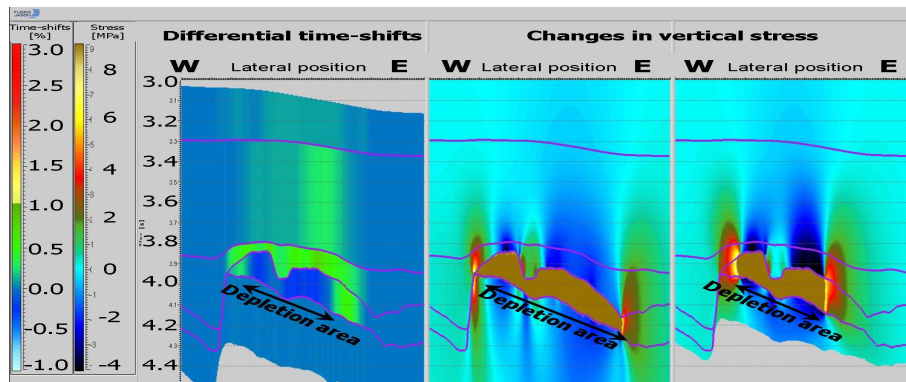 Time-shifts [%]
Stress [MPa]
Differential time-shifts
Changes in vertical stress
W Lateral position E
W Lateral position E
W Lateral position E
3.0
2.5
2.0
1.5
1.0
0.5
0.0
-0.5
-1.0
8
6
4
2
0
-2
-4
3.0
3.2
3.4
3.6
3.8
4.0
4.2
4.4
Depletion area
Depletion area
Depletion area